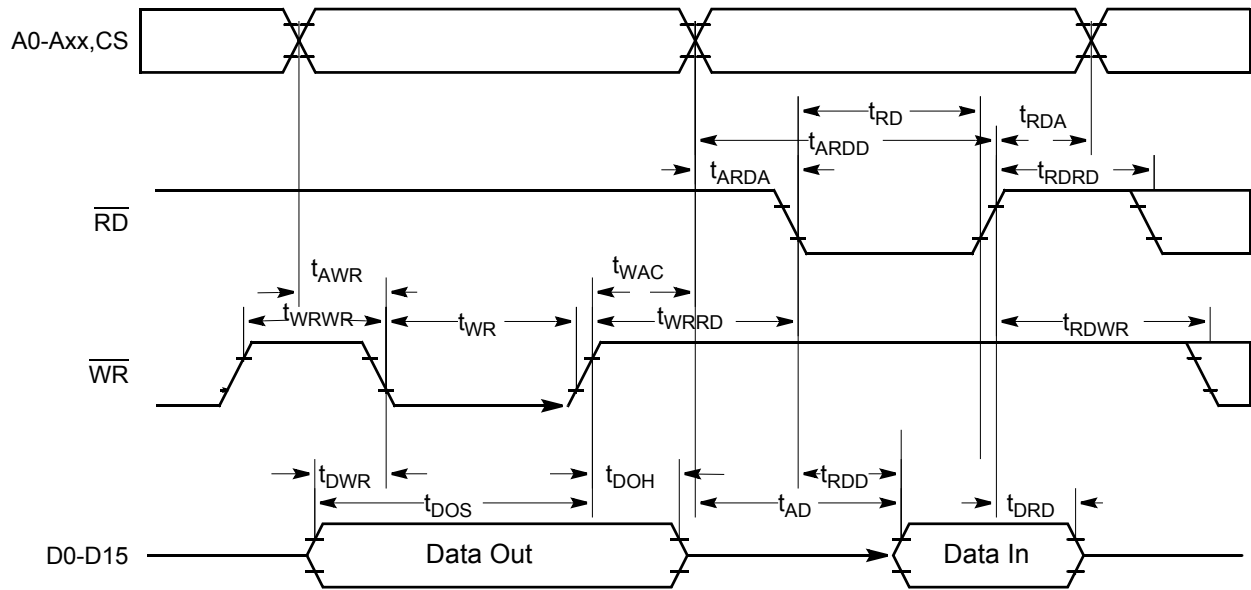 A0-Axx,CS
tRD
tRDA
tARDD
tARDA
tRDRD
RD
tAWR
tWAC
tWRWR
tWR
tWRRD
tRDWR
WR
tDWR
tDOH
tRDD
tDOS
tAD
tDRD
D0-D15
Data Out
Data In